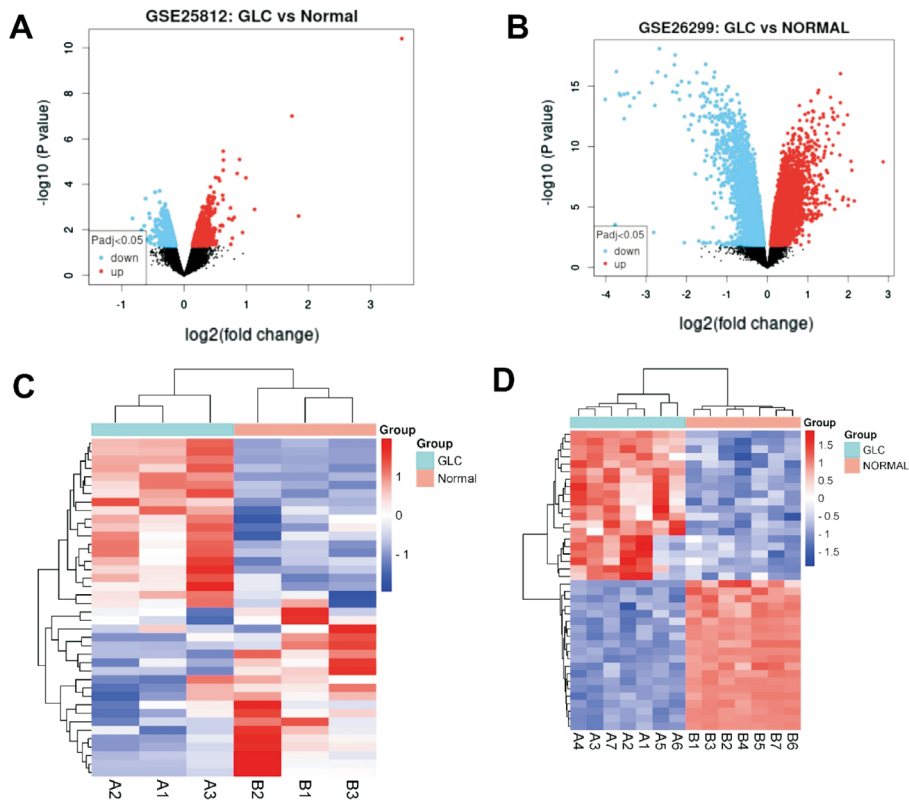 A
GSE25812: GLC vs Normal
-log10 (P value)
10
8
6
4
2
0
Padj<0.05
down
up
-1 0 1 2 3
log2(fold change)
B
GSE26299: GLC vs NORMAL
-log10 (P value)
15
10
5
0
Padj<0.05
down
up
-4 -3 -2 -1 0 1 2 3
log2(fold change)
C
Group
1
0
- 1
Group
GLC
Normal
A2 A1 A3 B2 B1 B3
D
Group
1.5
1
0.5
0
- 0.5
- 1
- 1.5
Group
GLC
NORMAL
A4 A3 A7 A2 A1 A5 A6 B1 B3 B2 B4 B5 B7 B6